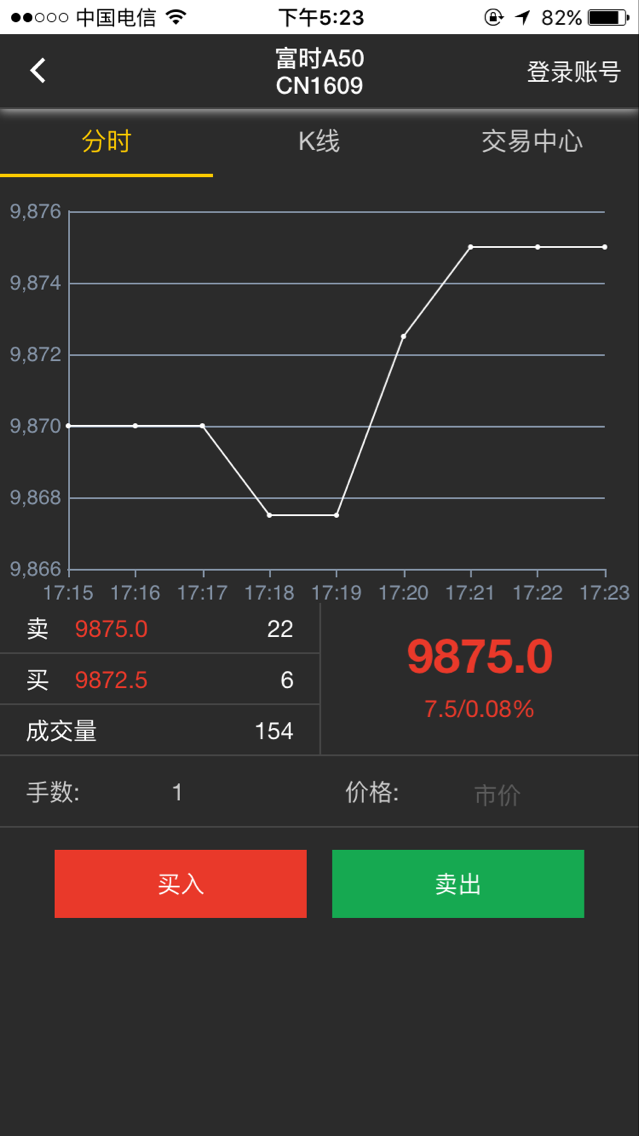 中国电信 下午5:23 82%
富时A50
CN1609
登录账号
分时 K线 交易中心
9,876
9,874
9,872
9,870
9,868
9,866
17:15 17:16 17:17 17:18 17:19 17:20 17:21 17:22 17:23
卖 9875.0 22
买 9872.5 6
成交量 154
9875.0
7.5/0.08%
手数: 1 价格: 市价
买入 卖出